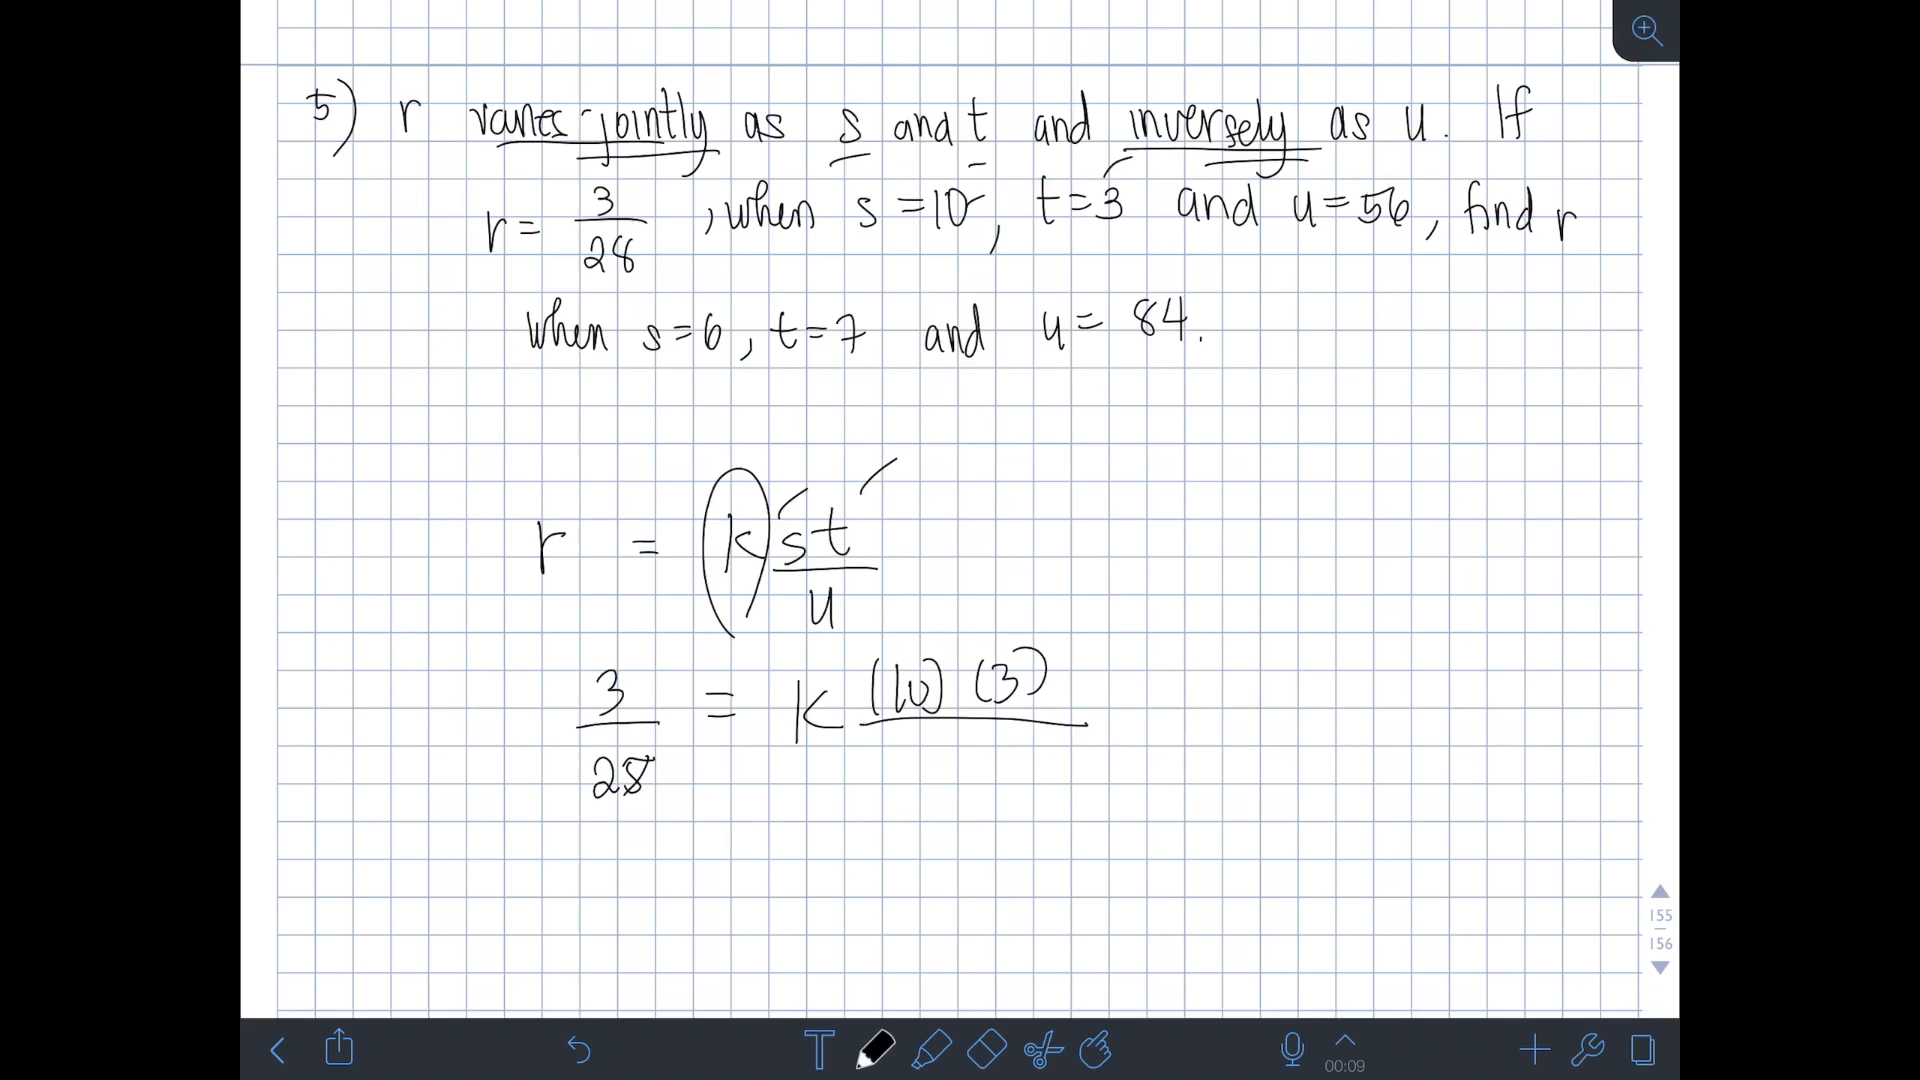 5) r varies jointly as s and t and inversely as u. If
r = 3/28, when s = 10, t = 3 and u = 56, find r
when s = 6, t = 7 and u = 84.
r = k st/u
3/28 = k (10)(3)
155
156
T
00:09